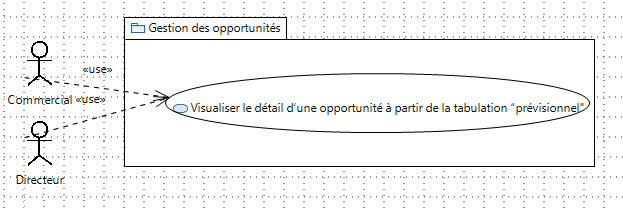 Gestion des opportunités
«use»
Commercial «use»
Visualiser le détail d'une opportunité à partir de la tabulation "prévisionnel"
Directeur